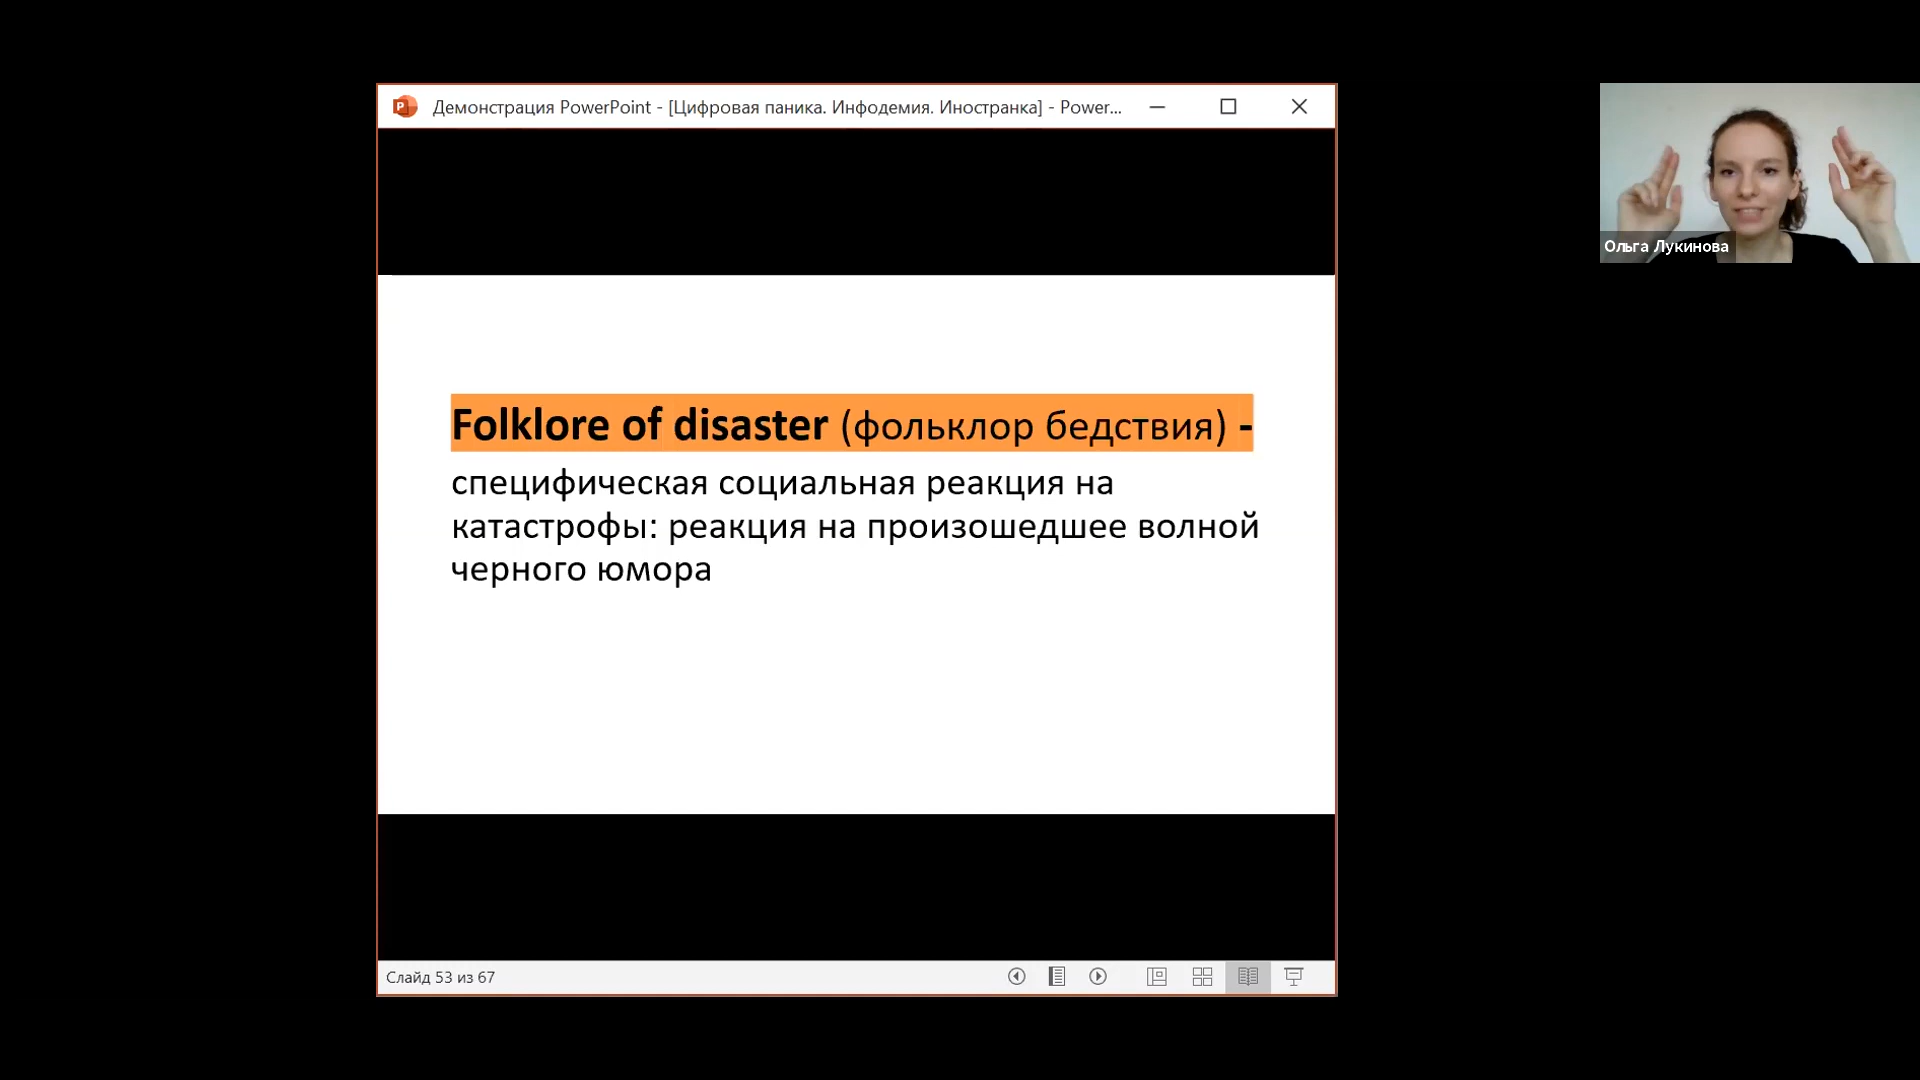 Демонстрация PowerPoint - [Цифровая паника. Инфодемия. Иностранка] - Power...
Ольга Лукинова
Folklore of disaster (фольклор бедствия) -
специфическая социальная реакция на
катастрофы: реакция на произошедшее волной
черного юмора
Слайд 53 из 67